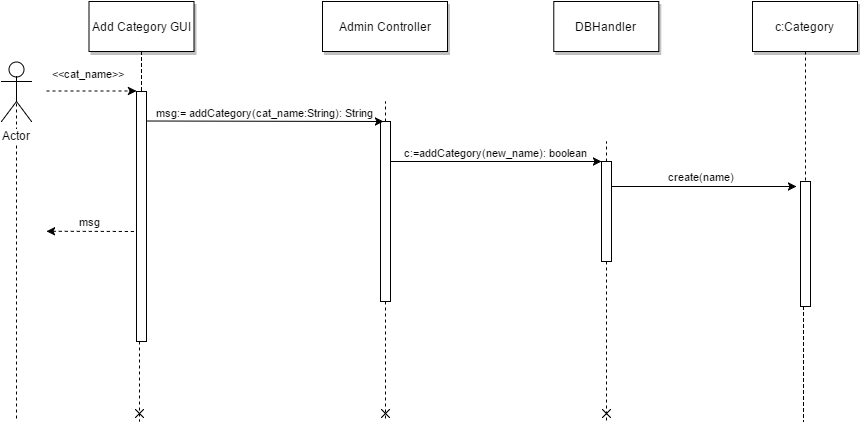 Add Category GUI
Admin Controller
DBHandler
c:Category
<<cat_name>>
msg:= addCategory(cat_name:String): String
Actor
c:=addCategory(new_name): boolean
create(name)
msg